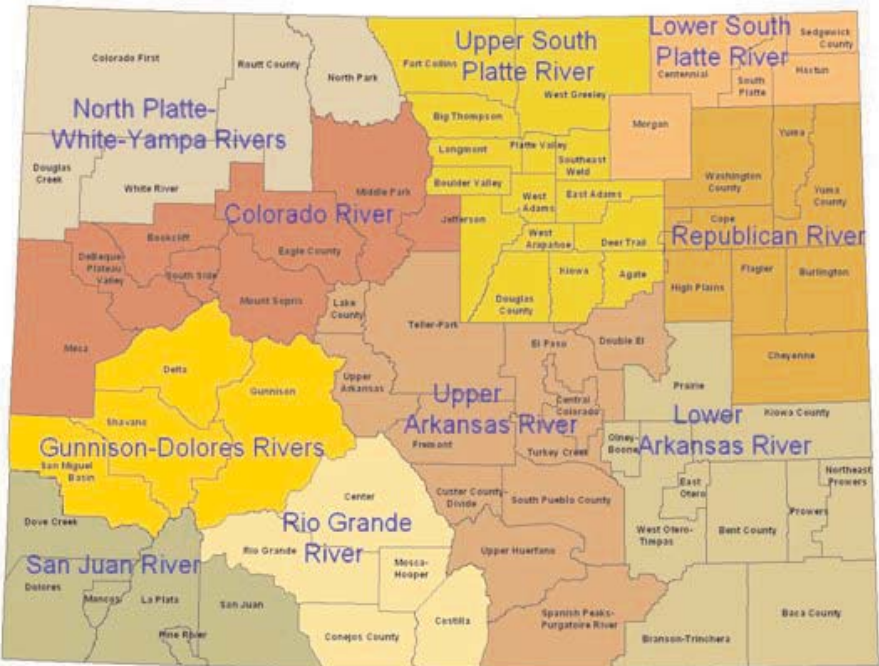 Colorado First
Routt County
North Park
Fort Collins
Upper South
Platte River
West Greeley
Lower South
Platte River
Sedgwick
County
Centennial
South
Platte
Haxtun
North Platte-
White-Yampa Rivers
Big Thompson
Morgan
Yuma
Longmont
Platte Valley
Southeast
Weld
Douglas
Creek
White River
Boulder Valley
Middle Park
West
Adams
East Adams
Washington
County
Yuma
County
Colorado River
Jefferson
Cope
Republican River
Bookcliff
Eagle County
West
Arapahoe
Deer Trail
DeBeque-
Plateau
Valley
South Side
Kiowa
Agate
High Plains
Flagler
Burlington
Mount Sopris
Lake
County
Douglas
County
Teller-Park
Mesa
El Paso
Double El
Cheyenne
Delta
Upper
Arkansas
Prairie
Gunnison
Upper
Arkansas River
Central
Colorado
Lower
Arkansas River
Kiowa County
Shavano
Gunnison-Dolores Rivers
Fremont
Turkey Creek
Olney-
Boone
San Miguel
Basin
Northeast
Prowers
Center
Custer County-
Divide
South Pueblo County
East
Otero
Prowers
Dove Creek
Rio Grande
River
Rio Grande
West Otero-
Timpas
Bent County
San Juan River
Upper Huerfano
Mosca-
Hooper
Dolores
Mancos
La Plata
San Juan
Costilla
Spanish Peaks-
Purgatoire River
Baca County
Pine River
Conejos County
Branson-Trinchera